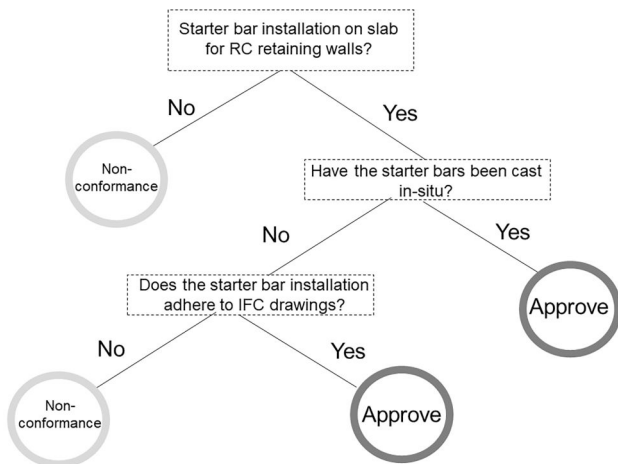 Starter bar installation on slab
for RC retaining walls?
No
Yes
Non-
conformance
Have the starter bars been cast
in-situ?
No
Yes
Does the starter bar installation
adhere to IFC drawings?
Approve
No
Yes
Non-
conformance
Approve